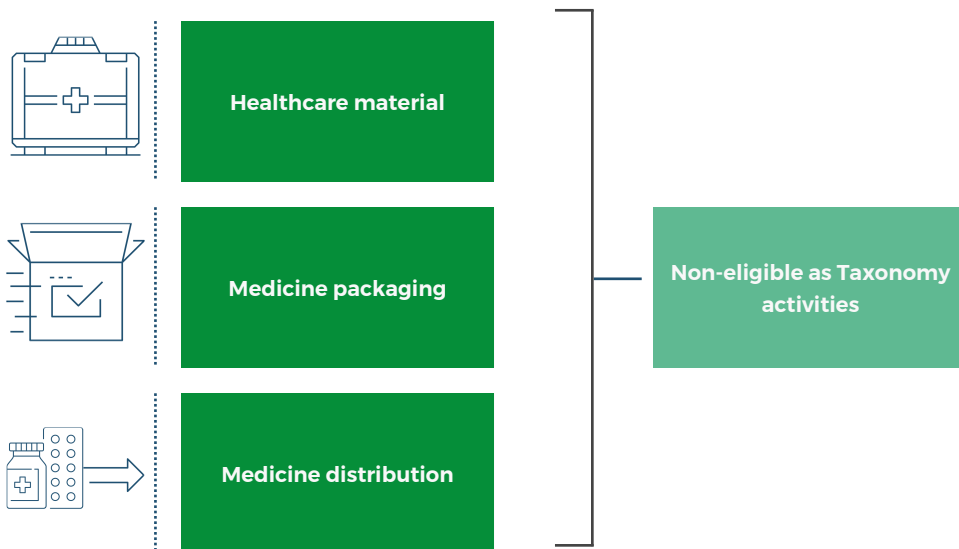 Healthcare material
Medicine packaging
Non-eligible as Taxonomy
activities
Medicine distribution